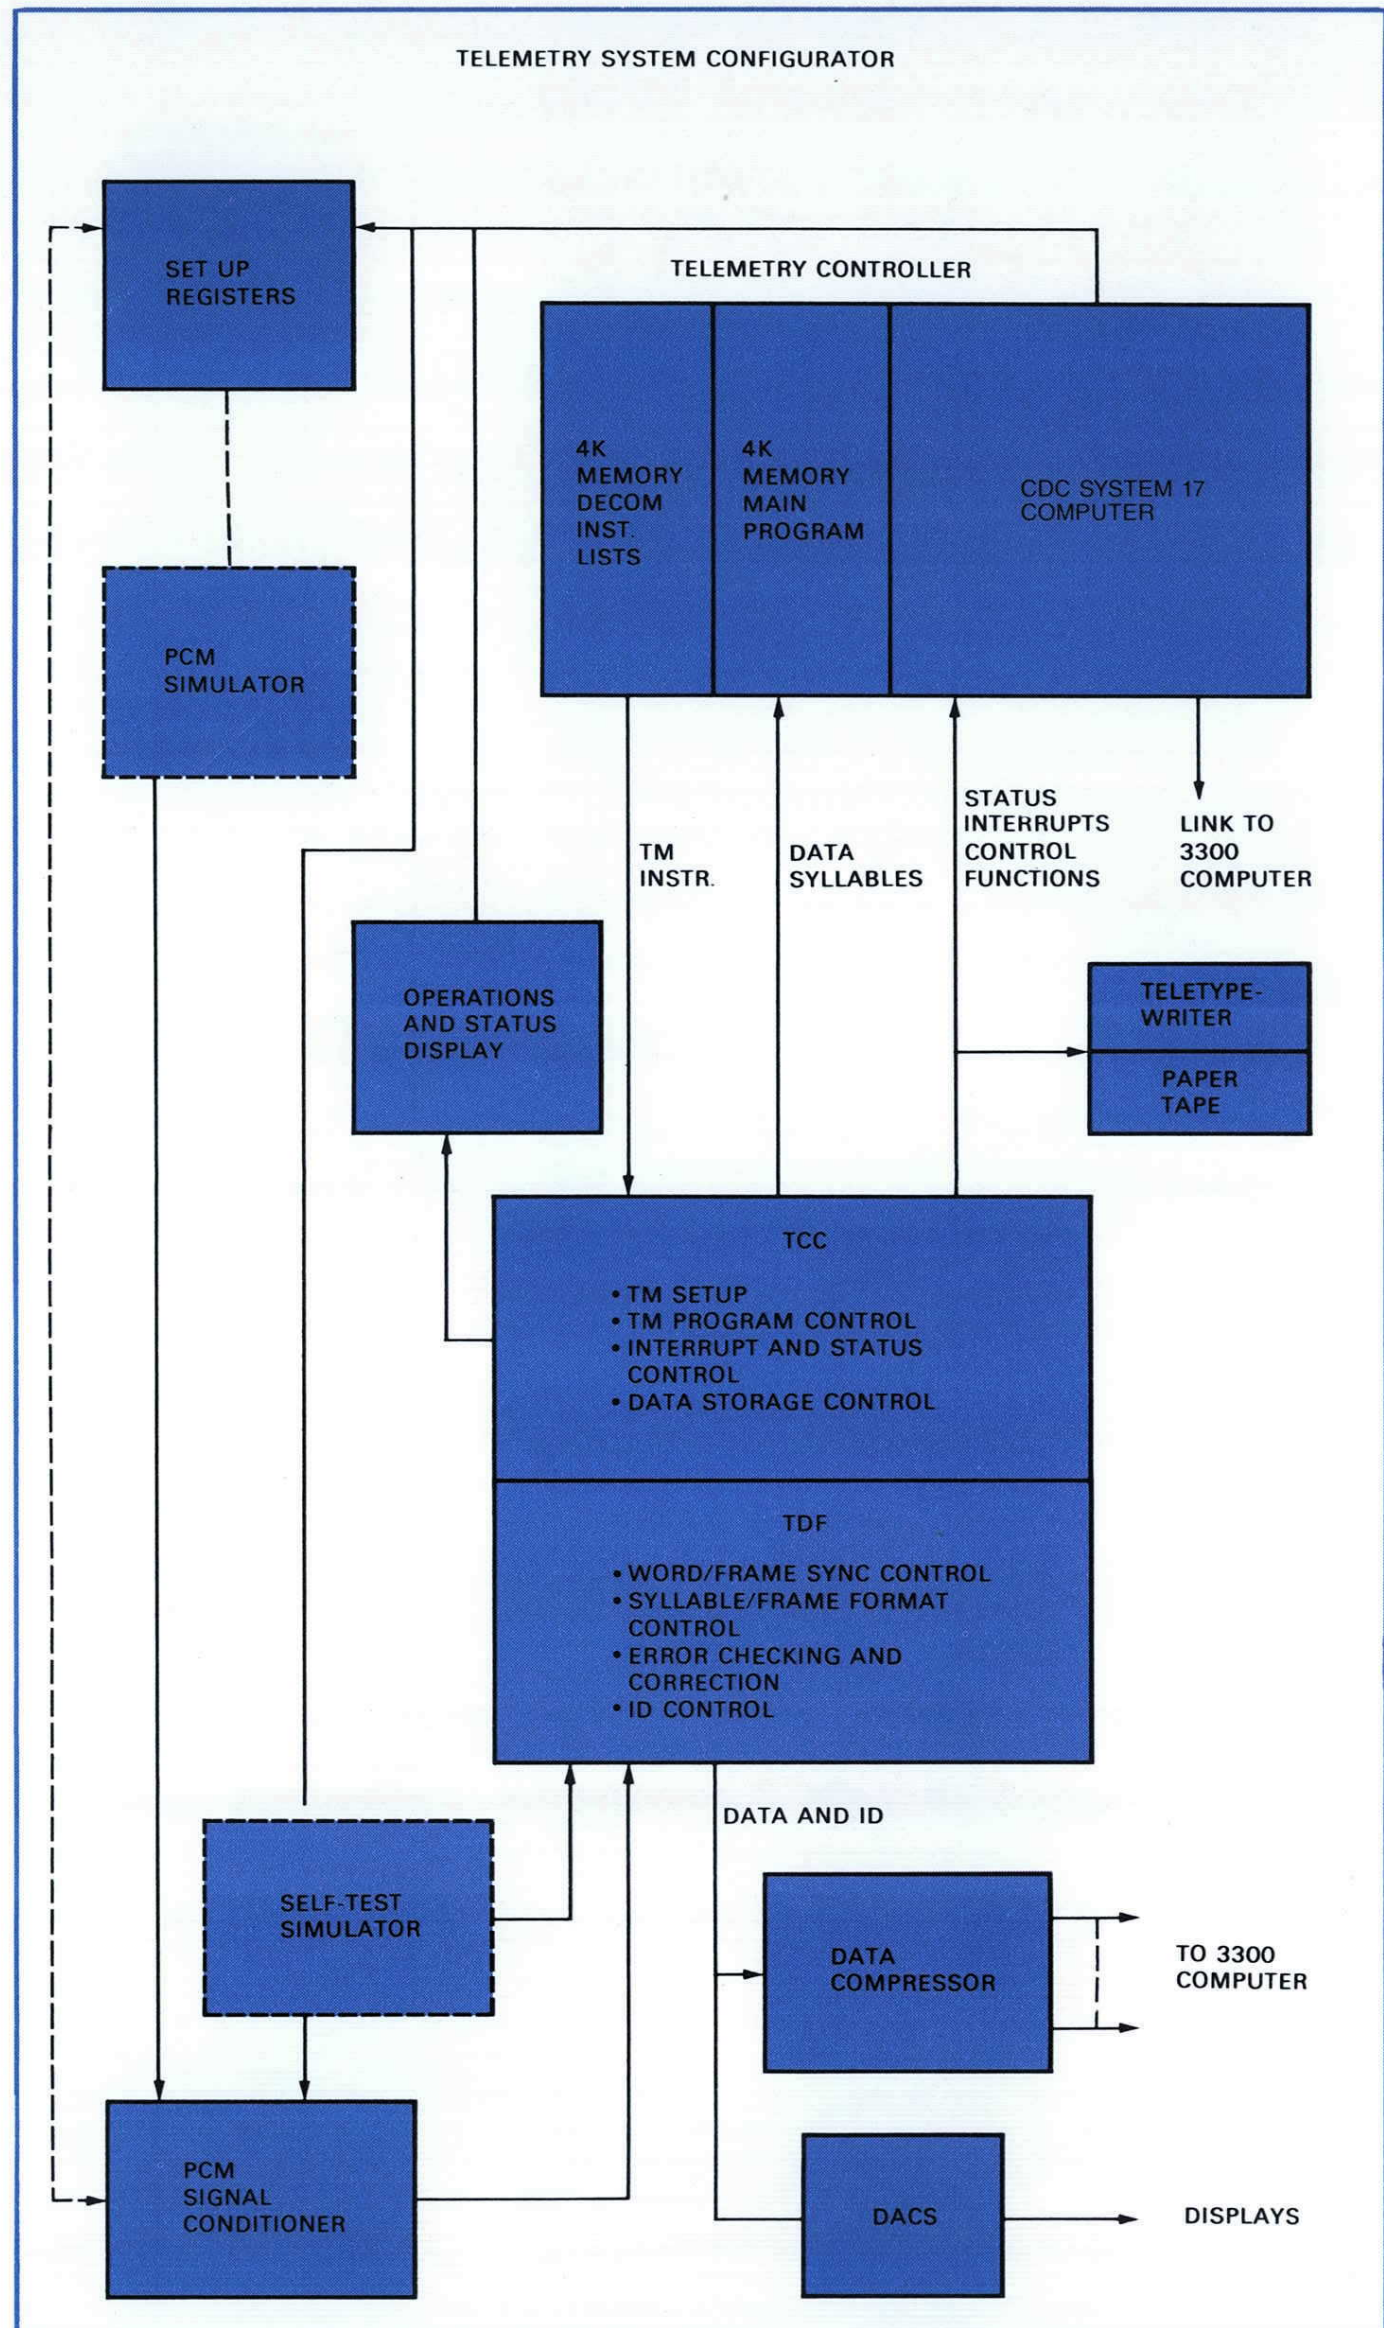 TELEMETRY SYSTEM CONFIGURATOR
SET UP
REGISTERS
TELEMETRY CONTROLLER
4K
MEMORY
DECOM
INST.
LISTS
4K
MEMORY
MAIN
PROGRAM
CDC SYSTEM 17
COMPUTER
PCM
SIMULATOR
TM
INSTR.
DATA
SYLLABLES
STATUS
INTERRUPTS
CONTROL
FUNCTIONS
LINK TO
3300
COMPUTER
OPERATIONS
AND STATUS
DISPLAY
TELETYPE-
WRITER
PAPER
TAPE
TCC
• TM SETUP
• TM PROGRAM CONTROL
• INTERRUPT AND STATUS
CONTROL
• DATA STORAGE CONTROL
TDF
• WORD/FRAME SYNC CONTROL
• SYLLABLE/FRAME FORMAT
CONTROL
• ERROR CHECKING AND
CORRECTION
• ID CONTROL
DATA AND ID
SELF-TEST
SIMULATOR
DATA
COMPRESSOR
TO 3300
COMPUTER
PCM
SIGNAL
CONDITIONER
DACS
DISPLAYS